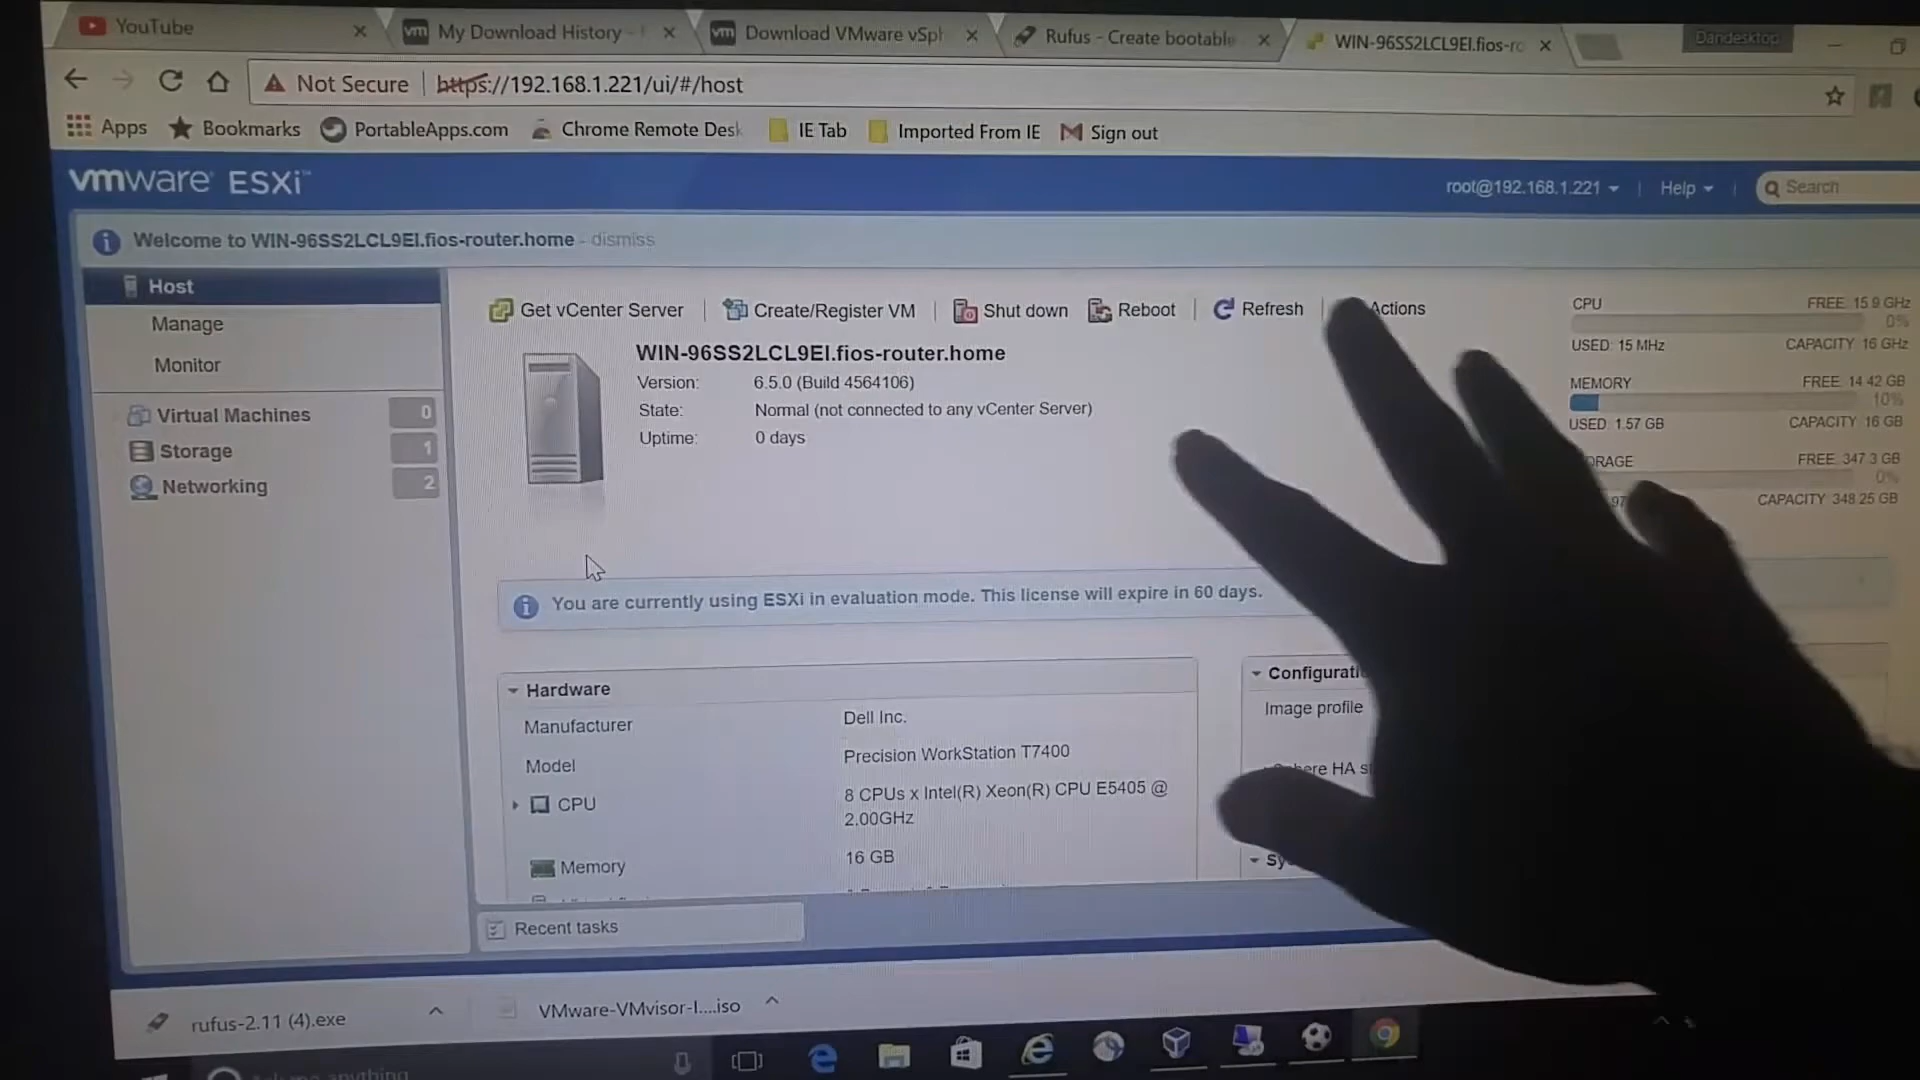 YouTube
My Download History -
Download VMware vSph
Rufus - Create bootable
WIN-96SS2LCL9EI.fios-ro
Dandesktop
Not Secure
https://192.168.1.221/ui/#/host
Apps
Bookmarks
PortableApps.com
Chrome Remote Desk
IE Tab
Imported From IE
Sign out
vmware ESXi™
root@192.168.1.221
Help
Search
Welcome to WIN-96SS2LCL9EI.fios-router.home - dismiss
Host
Manage
Monitor
Virtual Machines 0
Storage 1
Networking 2
Get vCenter Server
Create/Register VM
Shut down
Reboot
Refresh
Actions
WIN-96SS2LCL9EI.fios-router.home
Version: 6.5.0 (Build 4564106)
State: Normal (not connected to any vCenter Server)
Uptime: 0 days
CPU FREE: 15.9 GHz
0%
USED: 15 MHz CAPACITY: 16 GHz
MEMORY FREE: 14.42 GB
10%
USED: 1.57 GB CAPACITY: 16 GB
ORAGE FREE: 347.3 GB
0%
97 CAPACITY: 348.25 GB
You are currently using ESXi in evaluation mode. This license will expire in 60 days.
Hardware
Manufacturer Dell Inc.
Model Precision WorkStation T7400
CPU 8 CPUs x Intel(R) Xeon(R) CPU E5405 @
2.00GHz
Memory 16 GB
Configurati
Image profile
phere HA st
Sy
Recent tasks
rufus-2.11 (4).exe
VMware-VMvisor-I....iso